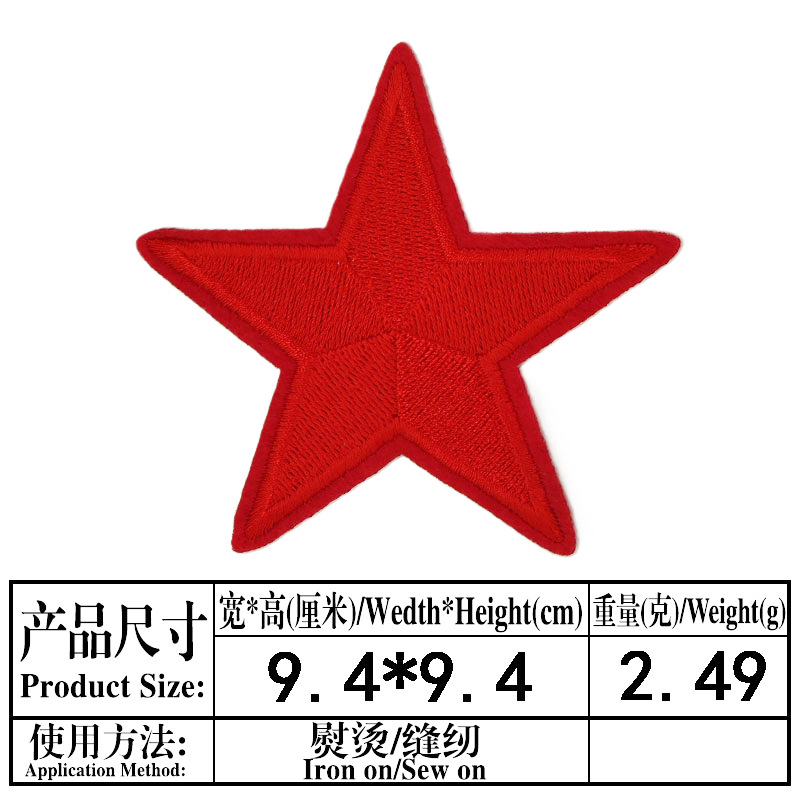 产品尺寸
Product Size:
宽*高(厘米)/Wedth*Height(cm)
重量(克)/Weight(g)
9.4*9.4
2.49
使用方法:
Application Method:
熨烫/缝纫
Iron on/Sew on